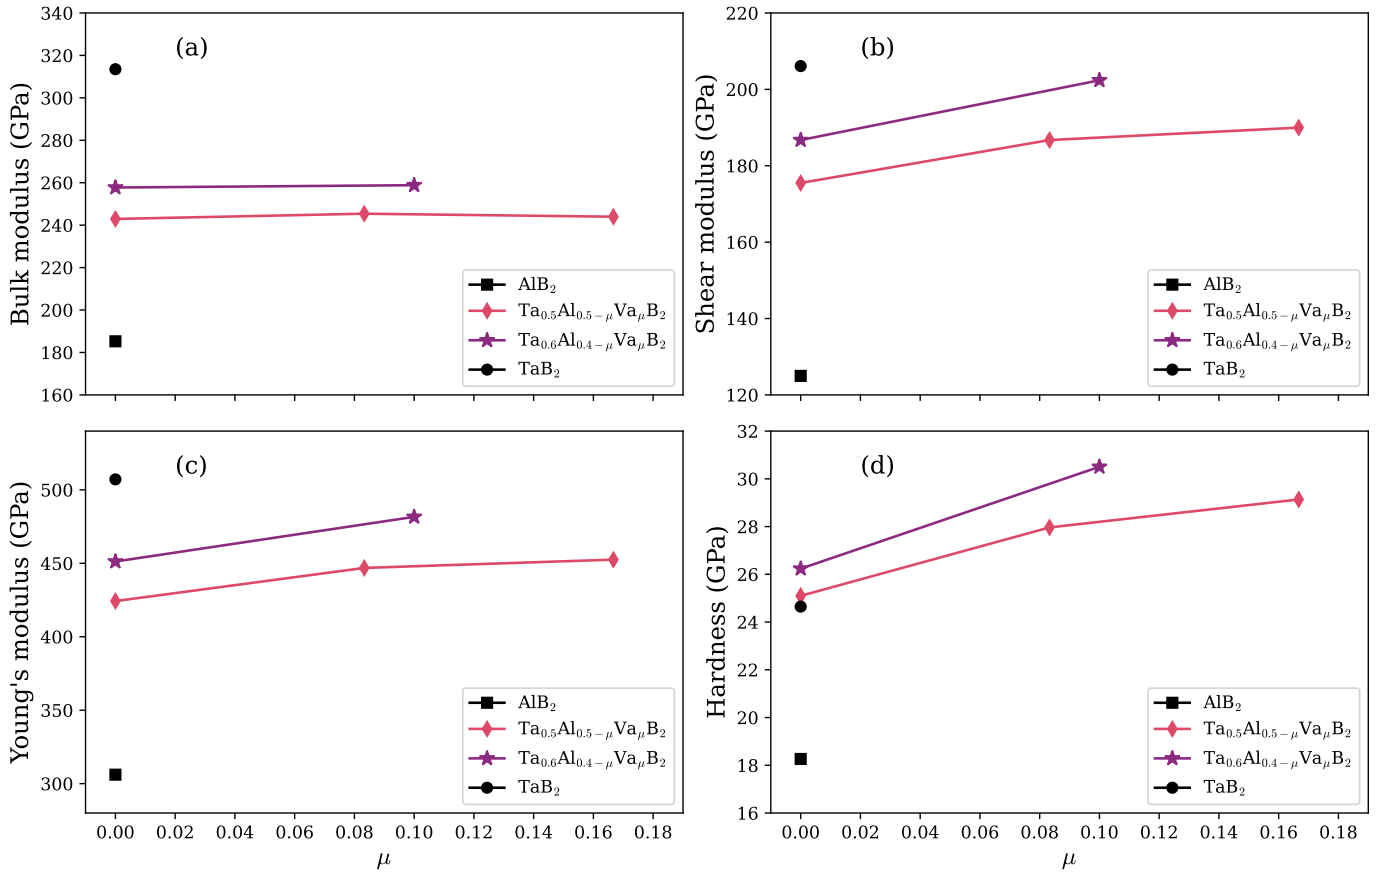 (a)
Bulk modulus (GPa)
340
320
300
280
260
240
220
200
180
160
AlB₂
Ta₀.₅Al₀.₅₋μVaμB₂
Ta₀.₆Al₀.₄₋μVaμB₂
TaB₂
(b)
Shear modulus (GPa)
220
200
180
160
140
120
AlB₂
Ta₀.₅Al₀.₅₋μVaμB₂
Ta₀.₆Al₀.₄₋μVaμB₂
TaB₂
(c)
Young's modulus (GPa)
500
450
400
350
300
AlB₂
Ta₀.₅Al₀.₅₋μVaμB₂
Ta₀.₆Al₀.₄₋μVaμB₂
TaB₂
0.00 0.02 0.04 0.06 0.08 0.10 0.12 0.14 0.16 0.18
μ
(d)
Hardness (GPa)
32
30
28
26
24
22
20
18
16
AlB₂
Ta₀.₅Al₀.₅₋μVaμB₂
Ta₀.₆Al₀.₄₋μVaμB₂
TaB₂
0.00 0.02 0.04 0.06 0.08 0.10 0.12 0.14 0.16 0.18
μ